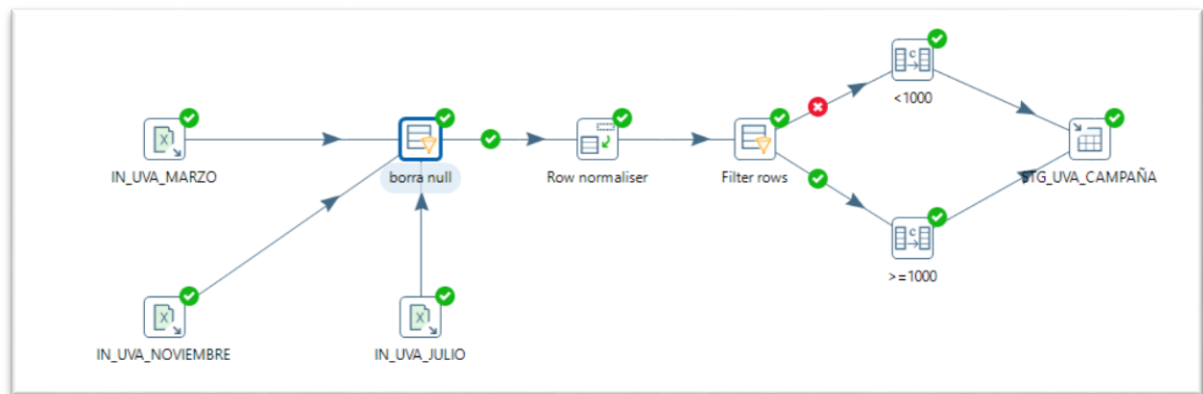 <1000
IN_UVA_MARZO
borra null
Row normaliser
Filter rows
STG_UVA_CAMPAÑA
>=1000
IN_UVA_NOVIEMBRE
IN_UVA_JULIO